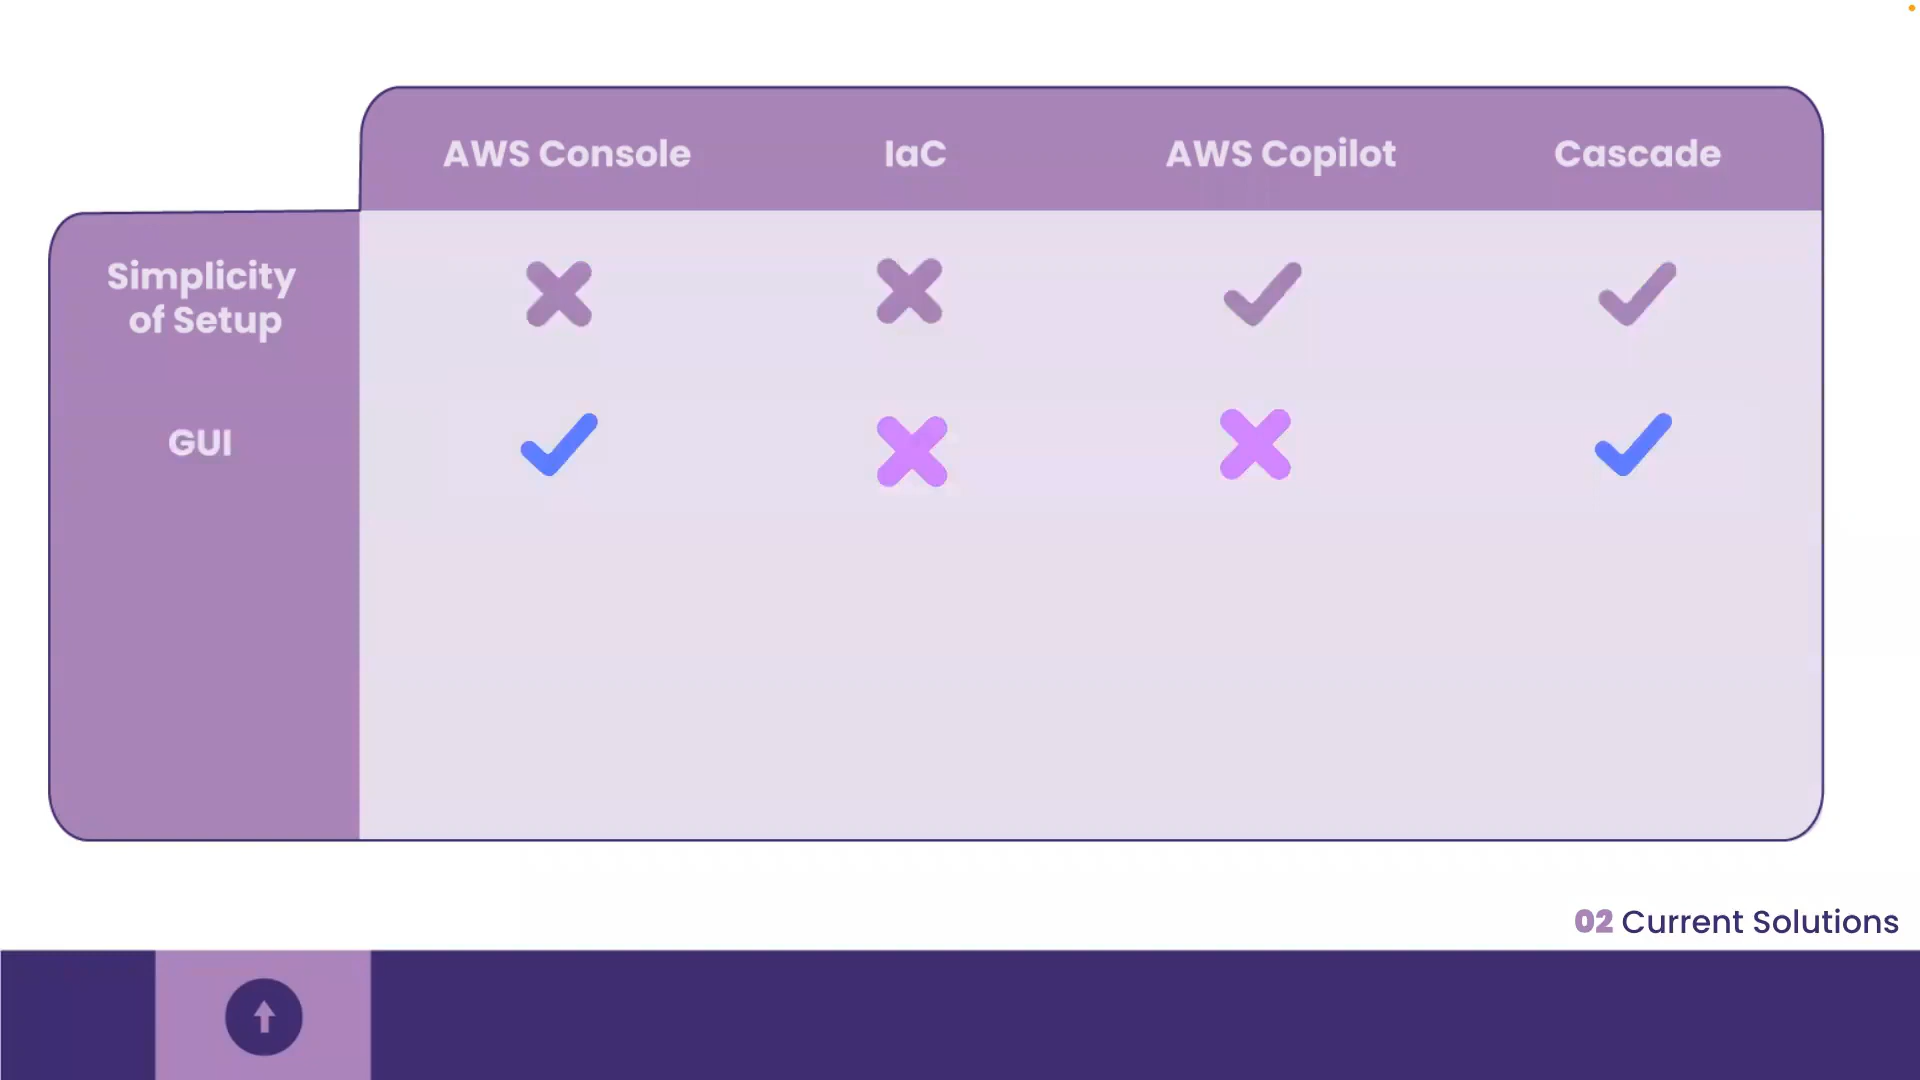 AWS Console IaC AWS Copilot Cascade
Simplicity
of Setup
GUI
02 Current Solutions